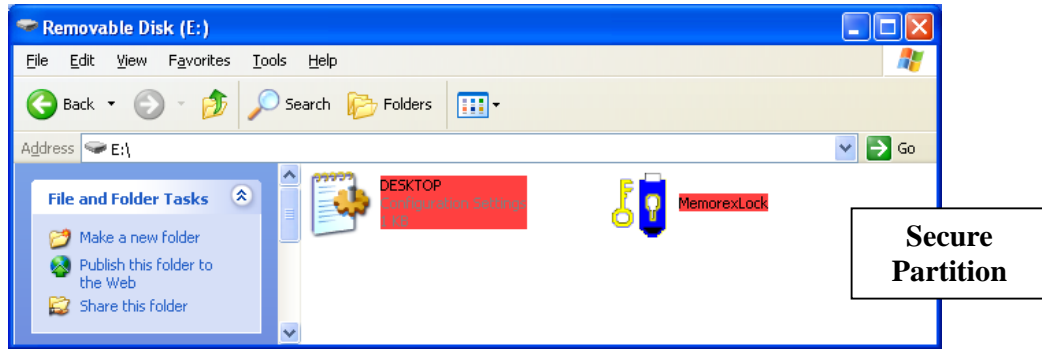 Removable Disk (E:)
File Edit View Favorites Tools Help
Back Search Folders
Address E:\ Go
File and Folder Tasks
Make a new folder
Publish this folder to
the Web
Share this folder
DESKTOP
Configuration Settings
1 KB
MemorexLock
Secure
Partition